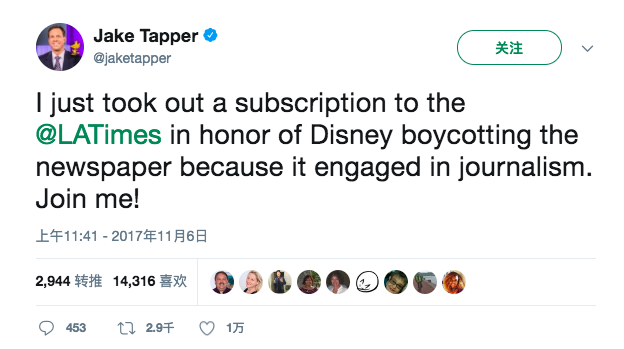 Jake Tapper
@jaketapper
关注
I just took out a subscription to the
@LATimes in honor of Disney boycotting the
newspaper because it engaged in journalism.
Join me!
上午11:41 - 2017年11月6日
2,944 转推 14,316 喜欢
453 2.9千 1万